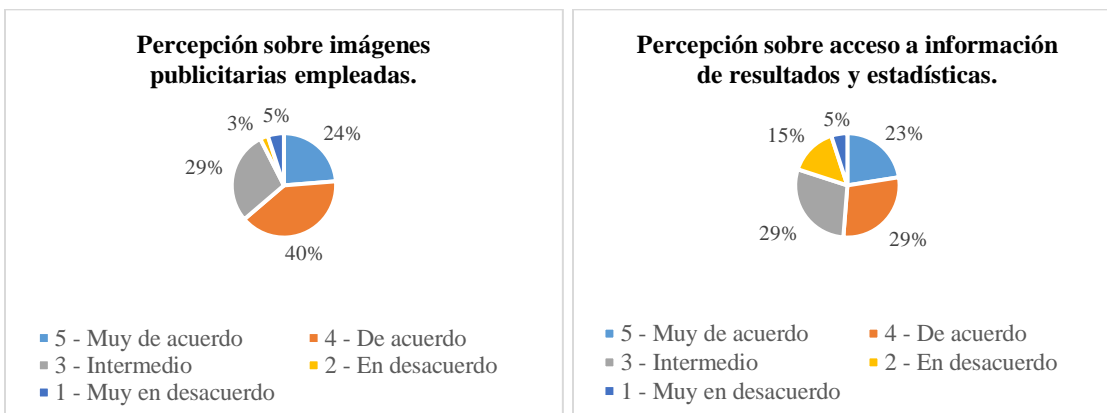 Percepción sobre imágenes
publicitarias empleadas.
5%
24%
3%
29%
40%
5 - Muy de acuerdo
4 - De acuerdo
3 - Intermedio
2 - En desacuerdo
1 - Muy en desacuerdo
Percepción sobre acceso a información
de resultados y estadísticas.
5%
23%
15%
29%
29%
5 - Muy de acuerdo
4 - De acuerdo
3 - Intermedio
2 - En desacuerdo
1 - Muy en desacuerdo